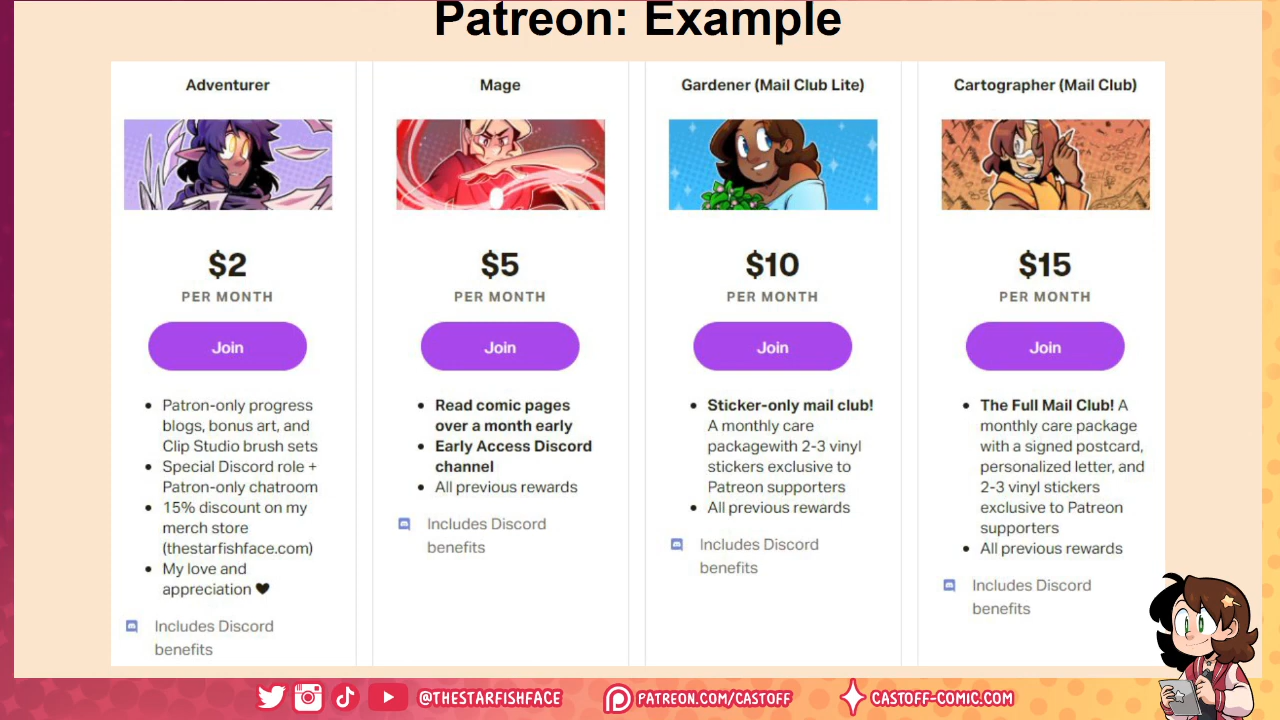 Patreon: Example
Adventurer
$2
PER MONTH
Join
Patron-only progress
blogs, bonus art, and
Clip Studio brush sets
Special Discord role +
Patron-only chatroom
15% discount on my
merch store
(thestarfishface.com)
My love and
appreciation 🖤
Includes Discord
benefits
Mage
$5
PER MONTH
Join
Read comic pages
over a month early
Early Access Discord
channel
All previous rewards
Includes Discord
benefits
Gardener (Mail Club Lite)
$10
PER MONTH
Join
Sticker-only mail club!
A monthly care
packagewith 2-3 vinyl
stickers exclusive to
Patreon supporters
All previous rewards
Includes Discord
benefits
Cartographer (Mail Club)
$15
PER MONTH
Join
The Full Mail Club! A
monthly care package
with a signed postcard,
personalized letter, and
2-3 vinyl stickers
exclusive to Patreon
supporters
All previous rewards
Includes Discord
benefits
@THESTARFISHFACE
PATREON.COM/CASTOFF
CASTOFF-COMIC.COM